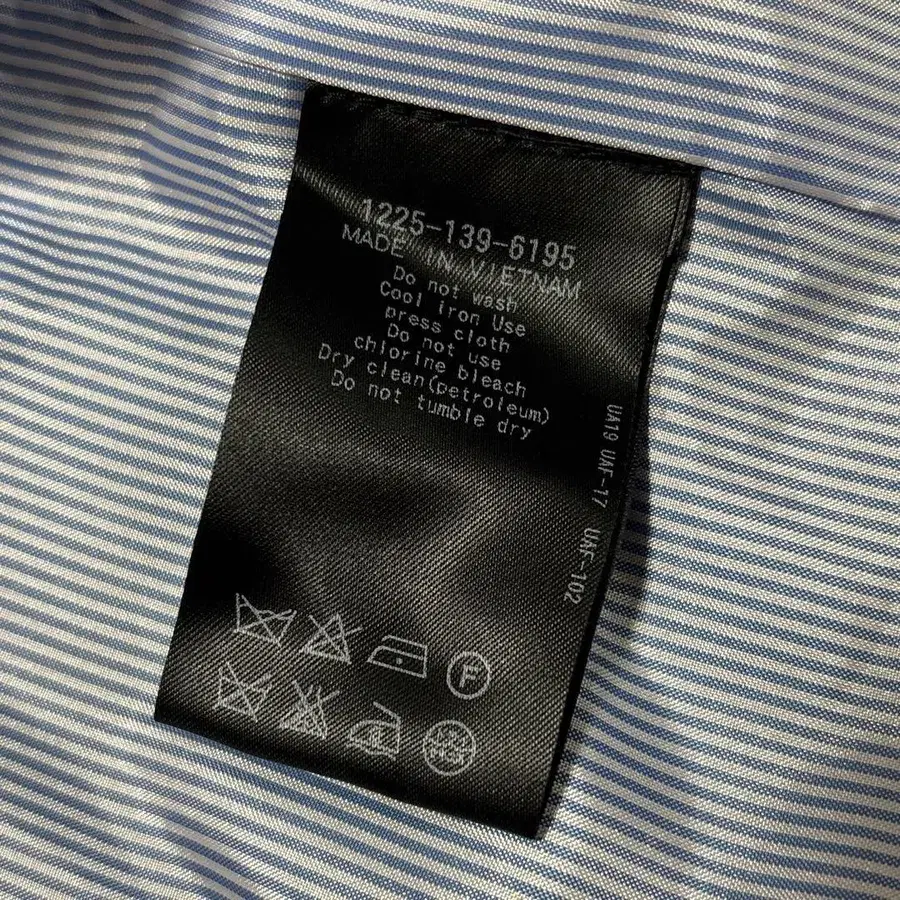 1225-139-6195
MADE IN VIETNAM
Do not wash
Cool iron Use
press cloth
Do not use
chlorine bleach
Dry clean(petroleum)
Do not tumble dry
UA19 UAF-17 UAF-102
F